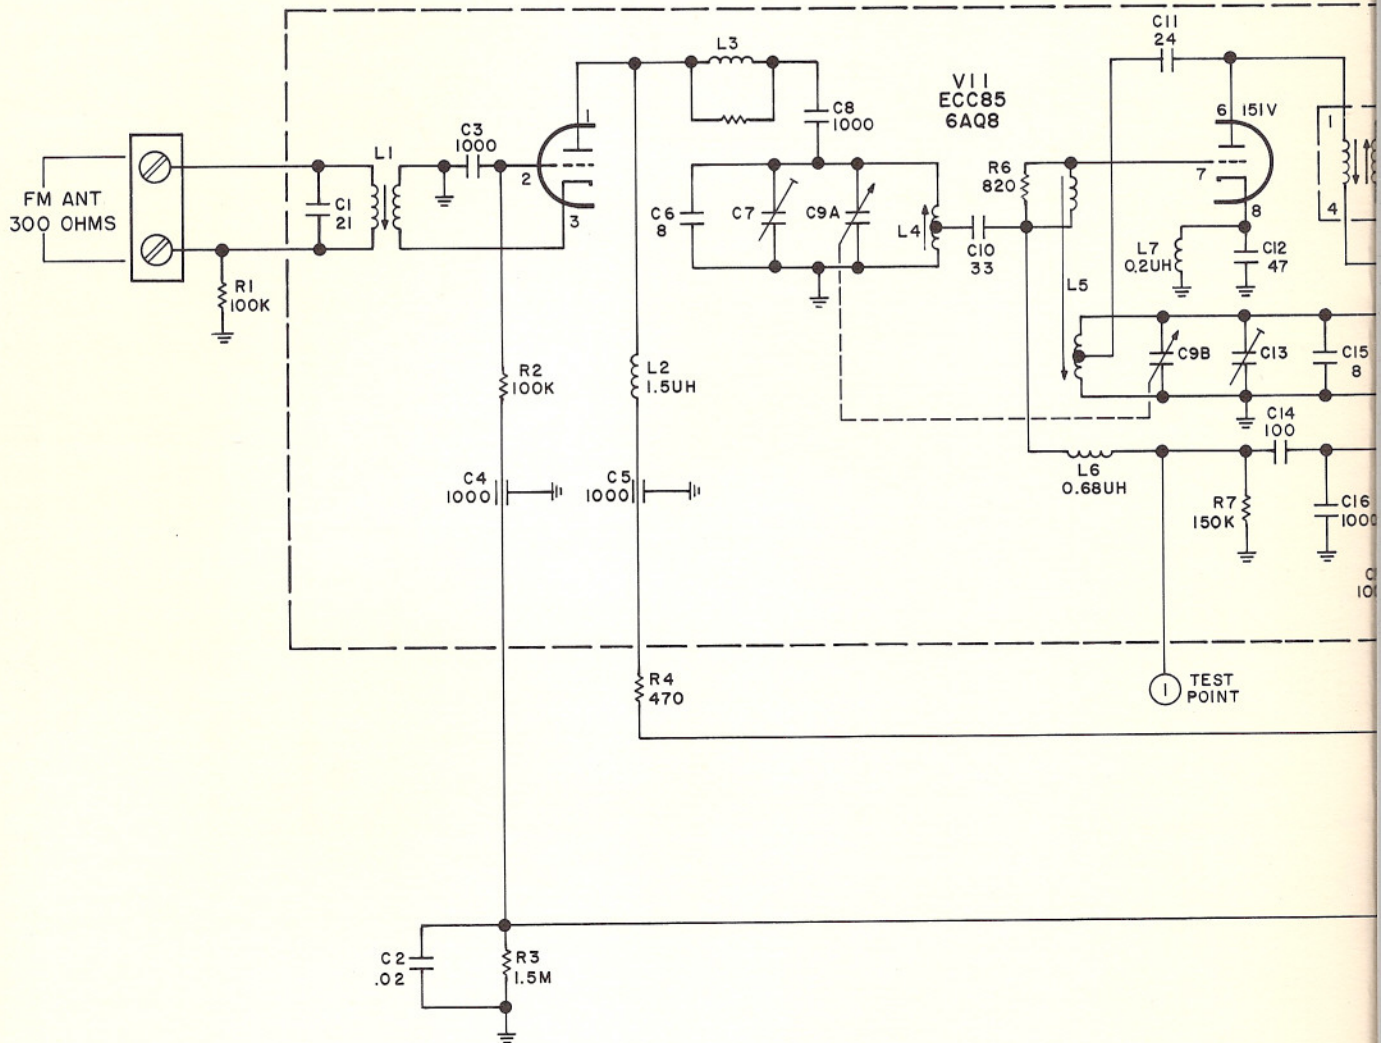 C11
24
L3
V11
ECC85
6AQ8
6
151V
1
1
C8
1000
C3
1000
L1
R6
820
2
7
FM ANT.
300 OHMS
C1
21
3
C6
8
C7
C9A
L4
8
4
C10
33
L7
0.2UH
C12
47
R1
100K
L5
R2
100K
L2
1.5UH
C9B
C13
C15
8
C14
100
C4
1000
C5
1000
L6
0.68UH
R7
150K
C16
1000
R4
470
1
TEST
POINT
C2
.02
R3
1.5M